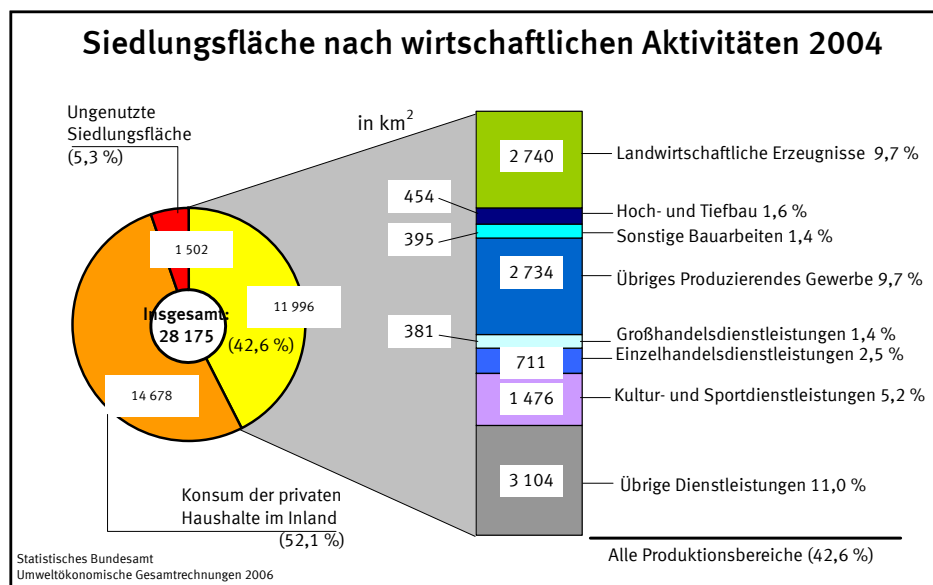 Siedlungsfläche nach wirtschaftlichen Aktivitäten 2004
Ungenutzte
Siedlungsfläche
(5,3 %)
in km²
1 502
11 996
Insgesamt:
28 175
(42,6 %)
14 678
Konsum der privaten
Haushalte im Inland
(52,1 %)
2 740
Landwirtschaftliche Erzeugnisse 9,7 %
454
Hoch- und Tiefbau 1,6 %
395
Sonstige Bauarbeiten 1,4 %
2 734
Übriges Produzierendes Gewerbe 9,7 %
381
Großhandelsdienstleistungen 1,4 %
711
Einzelhandelsdienstleistungen 2,5 %
1 476
Kultur- und Sportdienstleistungen 5,2 %
3 104
Übrige Dienstleistungen 11,0 %
Alle Produktionsbereiche (42,6 %)
Statistisches Bundesamt
Umweltökonomische Gesamtrechnungen 2006